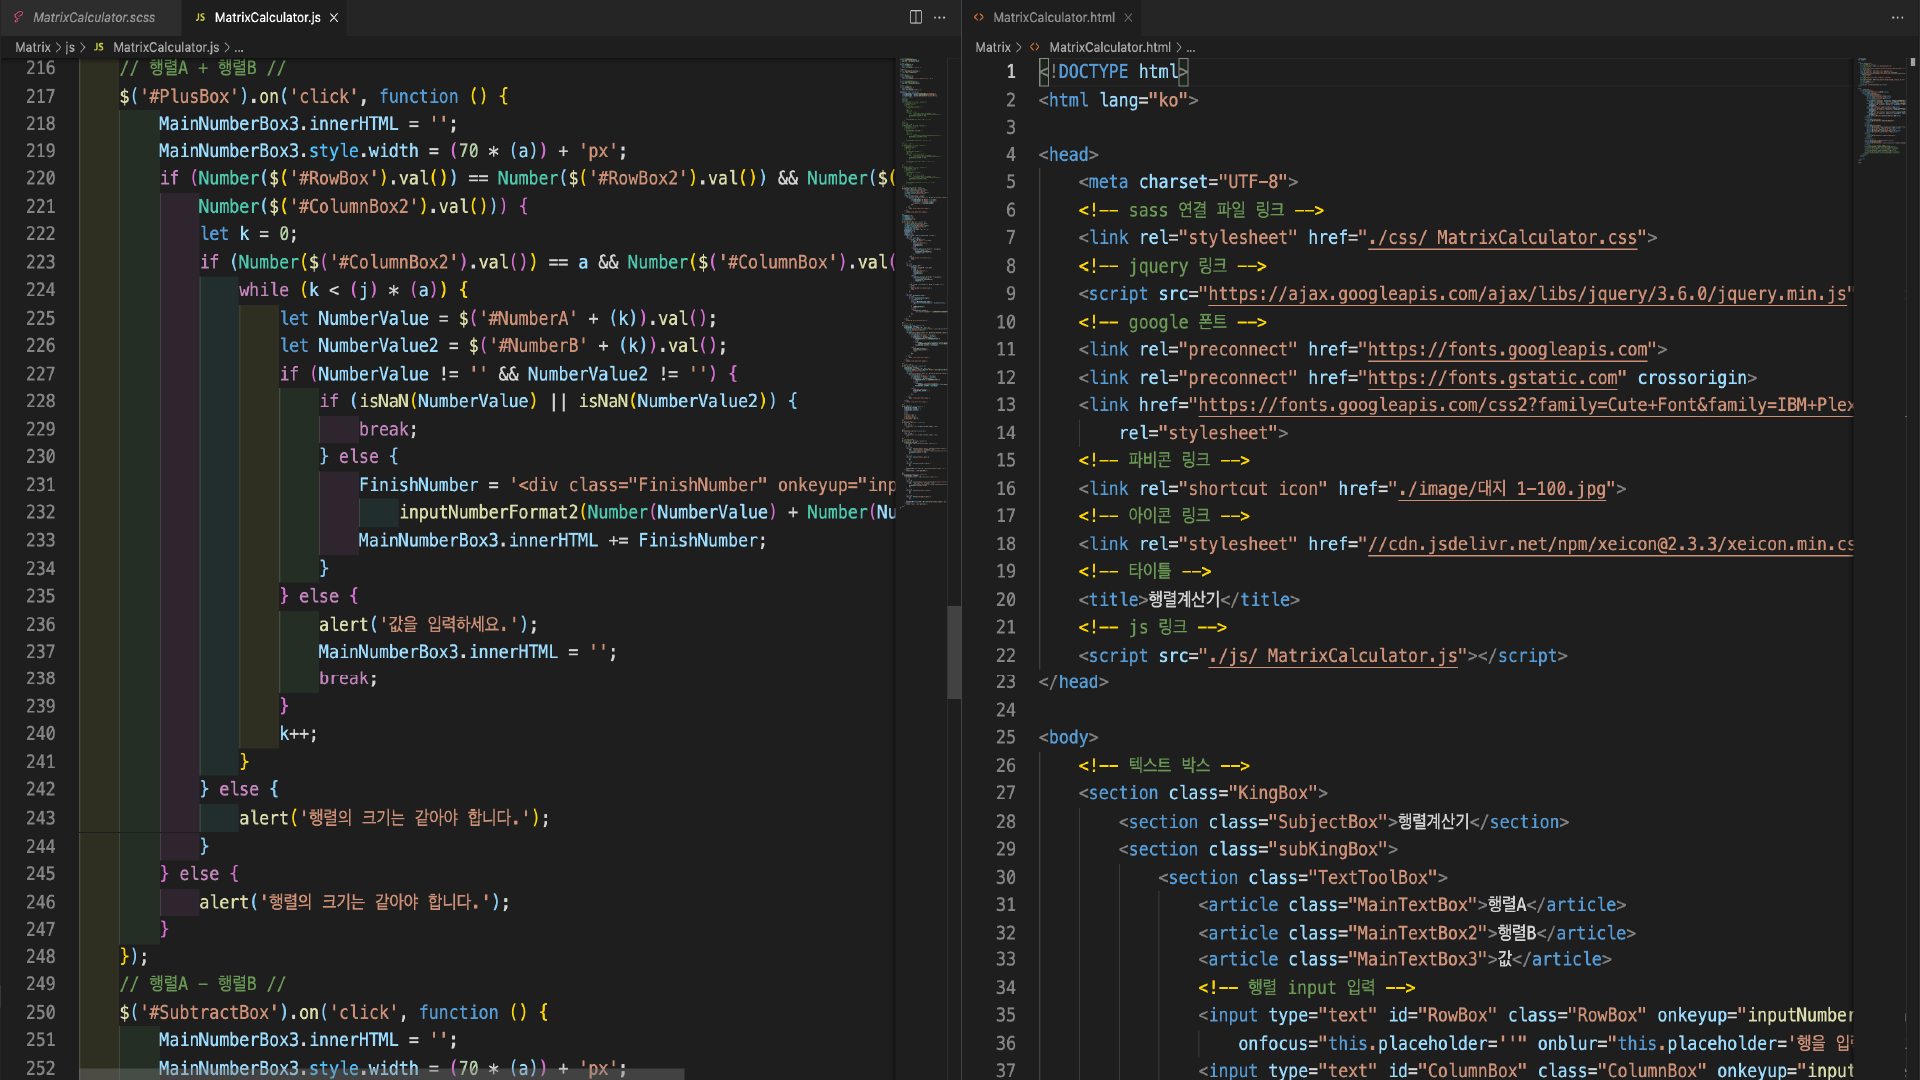 MatrixCalculator.scss
JS MatrixCalculator.js ×
Matrix > js > JS MatrixCalculator.js > ...
216 // 행렬A + 행렬B //
217 $('#PlusBox').on('click', function () {
218 MainNumberBox3.innerHTML = '';
219 MainNumberBox3.style.width = (70 * (a)) + 'px';
220 if (Number($('#RowBox').val()) == Number($('#RowBox2').val()) && Number($(
221 Number($('#ColumnBox2').val())) {
222 let k = 0;
223 if (Number($('#ColumnBox2').val()) == a && Number($('#ColumnBox').val(
224 while (k < (j) * (a)) {
225 let NumberValue = $('#NumberA' + (k)).val();
226 let NumberValue2 = $('#NumberB' + (k)).val();
227 if (NumberValue != '' && NumberValue2 != '') {
228 if (isNaN(NumberValue) || isNaN(NumberValue2)) {
229 break;
230 } else {
231 FinishNumber = '<div class="FinishNumber" onkeyup="inp
232 inputNumberFormat2(Number(NumberValue) + Number(Nu
233 MainNumberBox3.innerHTML += FinishNumber;
234 }
235 } else {
236 alert('값을 입력하세요.');
237 MainNumberBox3.innerHTML = '';
238 break;
239 }
240 k++;
241 }
242 } else {
243 alert('행렬의 크기는 같아야 합니다.');
244 }
245 } else {
246 alert('행렬의 크기는 같아야 합니다.');
247 }
248 });
249 // 행렬A - 행렬B //
250 $('#SubtractBox').on('click', function () {
251 MainNumberBox3.innerHTML = '';
252 MainNumberBox3.style.width = (70 * (a)) + 'px';
<> MatrixCalculator.html ×
Matrix > <> MatrixCalculator.html > ...
1 <!DOCTYPE html>
2 <html lang="ko">
3
4 <head>
5 <meta charset="UTF-8">
6 <!-- sass 연결 파일 링크 -->
7 <link rel="stylesheet" href="./css/ MatrixCalculator.css">
8 <!-- jquery 링크 -->
9 <script src="https://ajax.googleapis.com/ajax/libs/jquery/3.6.0/jquery.min.js"
10 <!-- google 폰트 -->
11 <link rel="preconnect" href="https://fonts.googleapis.com">
12 <link rel="preconnect" href="https://fonts.gstatic.com" crossorigin>
13 <link href="https://fonts.googleapis.com/css2?family=Cute+Font&family=IBM+Plex
14 rel="stylesheet">
15 <!-- 파비콘 링크 -->
16 <link rel="shortcut icon" href="./image/대지 1-100.jpg">
17 <!-- 아이콘 링크 -->
18 <link rel="stylesheet" href="//cdn.jsdelivr.net/npm/xeicon@2.3.3/xeicon.min.cs
19 <!-- 타이틀 -->
20 <title>행렬계산기</title>
21 <!-- js 링크 -->
22 <script src="./js/ MatrixCalculator.js"></script>
23 </head>
24
25 <body>
26 <!-- 텍스트 박스 -->
27 <section class="KingBox">
28 <section class="SubjectBox">행렬계산기</section>
29 <section class="subKingBox">
30 <section class="TextToolBox">
31 <article class="MainTextBox">행렬A</article>
32 <article class="MainTextBox2">행렬B</article>
33 <article class="MainTextBox3">값</article>
34 <!-- 행렬 input 입력 -->
35 <input type="text" id="RowBox" class="RowBox" onkeyup="inputNumber
36 onfocus="this.placeholder=''" onblur="this.placeholder='행을 입
37 <input type="text" id="ColumnBox" class="ColumnBox" onkeyup="input